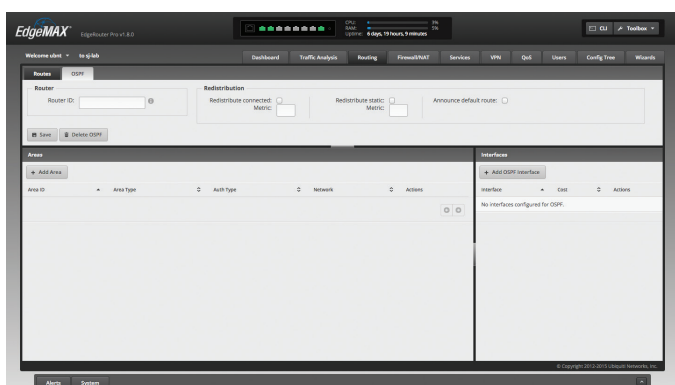 EdgeMAX EdgeRouter Pro v1.8.0
CPU: 3%
RAM: 5%
Uptime: 6 days, 19 hours, 9 minutes
CLI Toolbox
Welcome ubnt to sj-lab
Dashboard Traffic Analysis Routing Firewall/NAT Services VPN QoS Users Config Tree Wizards
Routes OSPF
Router
Router ID:
Redistribution
Redistribute connected:
Metric:
Redistribute static:
Metric:
Announce default route:
Save Delete OSPF
Areas
+ Add Area
Area ID Area Type Auth Type Network Actions
Interfaces
+ Add OSPF Interface
Interface Cost Actions
No interfaces configured for OSPF.
© Copyright 2012-2015 Ubiquiti Networks, Inc.
Alerts System